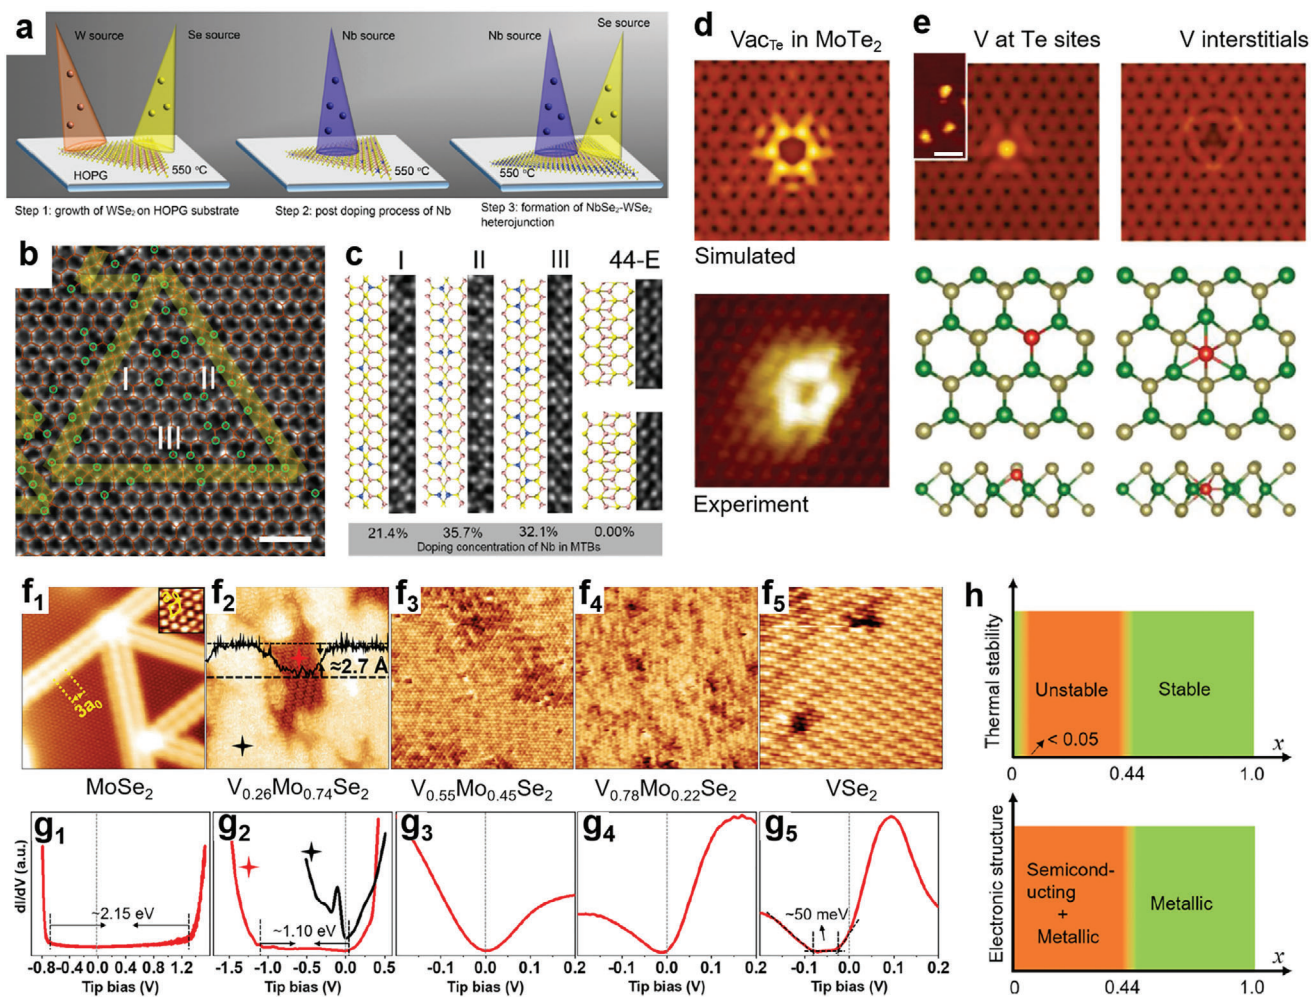 a
W source
Se source
Nb source
Nb source
Se source
HOPG
550 °C
550 °C
550 °C
Step 1: growth of WSe₂ on HOPG substrate
Step 2: post doping process of Nb
Step 3: formation of NbSe₂-WSe₂
heterojunction
b
I
II
III
c
I
II
III
44-E
21.4%
35.7%
32.1%
0.00%
Doping concentration of Nb in MTBs
d
Vac_Te in MoTe₂
Simulated
Experiment
e
V at Te sites
V interstitials
f₁
3a₀
MoSe₂
f₂
≈2.7 Å
V₀.₂₆Mo₀.₇₄Se₂
f₃
V₀.₅₅Mo₀.₄₅Se₂
f₄
V₀.₇₈Mo₀.₂₂Se₂
f₅
VSe₂
g₁
~2.15 eV
dI/dV (a.u.)
-0.8 -0.4 0.0 0.4 0.8 1.2
Tip bias (V)
g₂
~1.10 eV
-1.5 -1.0 -0.5 0.0 0.5
Tip bias (V)
g₃
-0.1 0.0 0.1 0.2
Tip bias (V)
g₄
-0.1 0.0 0.1 0.2
Tip bias (V)
g₅
~50 meV
-0.1 0.0 0.1 0.2
Tip bias (V)
h
Thermal stability
Unstable
Stable
< 0.05
x
0
0.44
1.0
Electronic structure
Semicond-
ucting
+
Metallic
Metallic
x
0
0.44
1.0